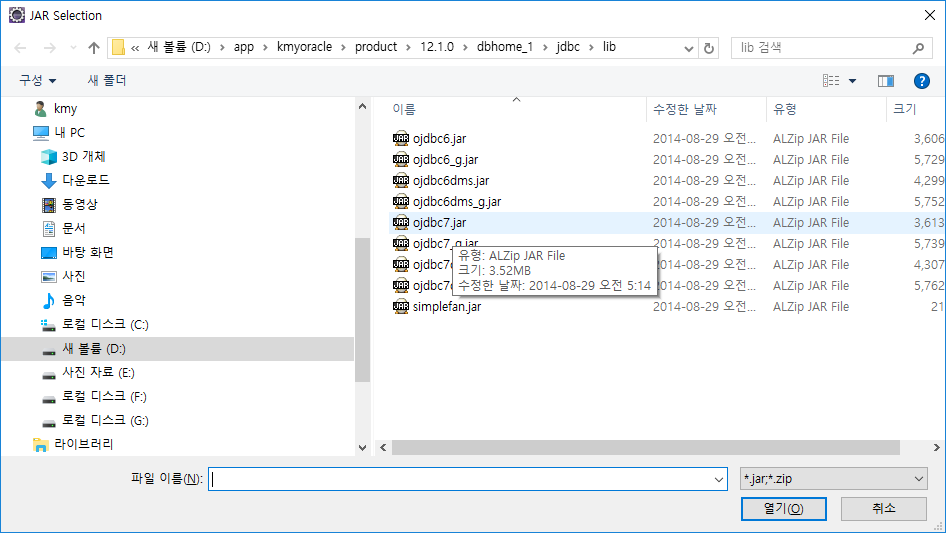 JAR Selection
« 새 볼륨 (D:) › app › kmyoracle › product › 12.1.0 › dbhome_1 › jdbc › lib
lib 검색
구성 새 폴더
kmy
내 PC
3D 개체
다운로드
동영상
문서
바탕 화면
사진
음악
로컬 디스크 (C:)
새 볼륨 (D:)
사진 자료 (E:)
로컬 디스크 (F:)
로컬 디스크 (G:)
라이브러리
이름 수정한 날짜 유형 크기
ojdbc6.jar 2014-08-29 오전... ALZip JAR File 3,606
ojdbc6_g.jar 2014-08-29 오전... ALZip JAR File 5,729
ojdbc6dms.jar 2014-08-29 오전... ALZip JAR File 4,299
ojdbc6dms_g.jar 2014-08-29 오전... ALZip JAR File 5,752
ojdbc7.jar 2014-08-29 오전... ALZip JAR File 3,613
ojdbc7_g.jar 2014-08-29 오전... ALZip JAR File 5,739
ojdbc7 2014-08-29 오전... ALZip JAR File 4,307
ojdbc7 2014-08-29 오전... ALZip JAR File 5,762
simplefan.jar 2014-08-29 오전... ALZip JAR File 21
유형: ALZip JAR File
크기: 3.52MB
수정한 날짜: 2014-08-29 오전 5:14
파일 이름(N):
*.jar;*.zip
열기(O) 취소